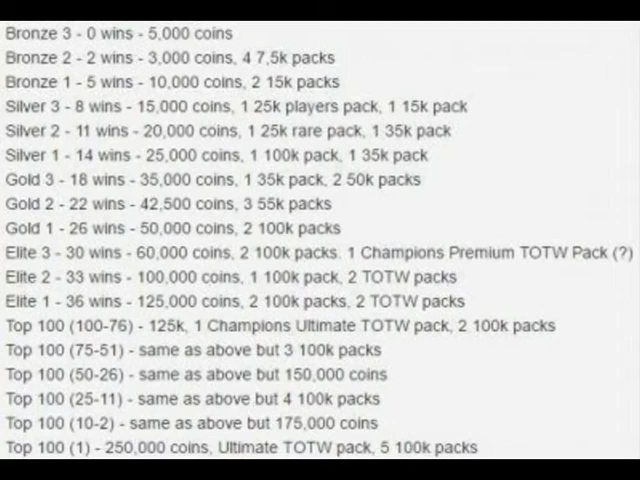 Bronze 3 - 0 wins - 5,000 coins
Bronze 2 - 2 wins - 3,000 coins, 4 7,5k packs
Bronze 1 - 5 wins - 10,000 coins, 2 15k packs
Silver 3 - 8 wins - 15,000 coins, 1 25k players pack, 1 15k pack
Silver 2 - 11 wins - 20,000 coins, 1 25k rare pack, 1 35k pack
Silver 1 - 14 wins - 25,000 coins, 1 100k pack, 1 35k pack
Gold 3 - 18 wins - 35,000 coins, 1 35k pack, 2 50k packs
Gold 2 - 22 wins - 42,500 coins, 3 55k packs
Gold 1 - 26 wins - 50,000 coins, 2 100k packs
Elite 3 - 30 wins - 60,000 coins, 2 100k packs. 1 Champions Premium TOTW Pack (?)
Elite 2 - 33 wins - 100,000 coins, 1 100k pack, 2 TOTW packs
Elite 1 - 36 wins - 125,000 coins, 2 100k packs, 2 TOTW packs
Top 100 (100-76) - 125k, 1 Champions Ultimate TOTW pack, 2 100k packs
Top 100 (75-51) - same as above but 3 100k packs
Top 100 (50-26) - same as above but 150,000 coins
Top 100 (25-11) - same as above but 4 100k packs
Top 100 (10-2) - same as above but 175,000 coins
Top 100 (1) - 250,000 coins, Ultimate TOTW pack, 5 100k packs